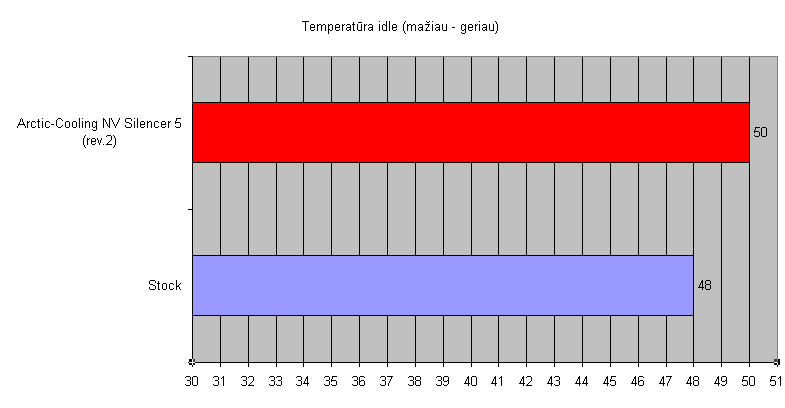 Temperatūra idle (mažiau - geriau)
Arctic-Cooling NV Silencer 5
(rev.2)
50
Stock
48
30 31 32 33 34 35 36 37 38 39 40 41 42 43 44 45 46 47 48 49 50 51